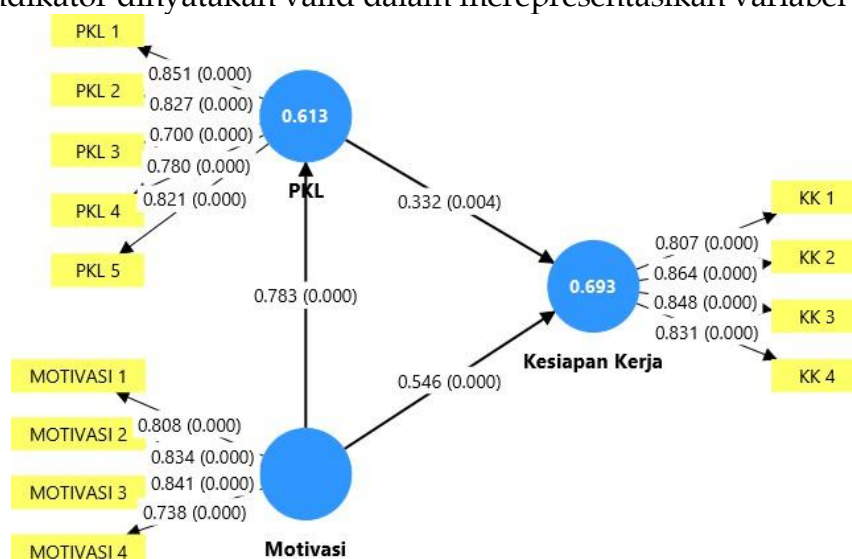 ndikator dinyatakan valid dalam merepresentasikan variabel
PKL 1
PKL 2
PKL 3
PKL 4
PKL 5
0.851 (0.000)
0.827 (0.000)
0.700 (0.000)
0.780 (0.000)
0.821 (0.000)
0.613
PKL
0.332 (0.004)
0.783 (0.000)
0.546 (0.000)
0.693
Kesiapan Kerja
0.807 (0.000)
0.864 (0.000)
0.848 (0.000)
0.831 (0.000)
KK 1
KK 2
KK 3
KK 4
MOTIVASI 1
MOTIVASI 2
MOTIVASI 3
MOTIVASI 4
0.808 (0.000)
0.834 (0.000)
0.841 (0.000)
0.738 (0.000)
Motivasi